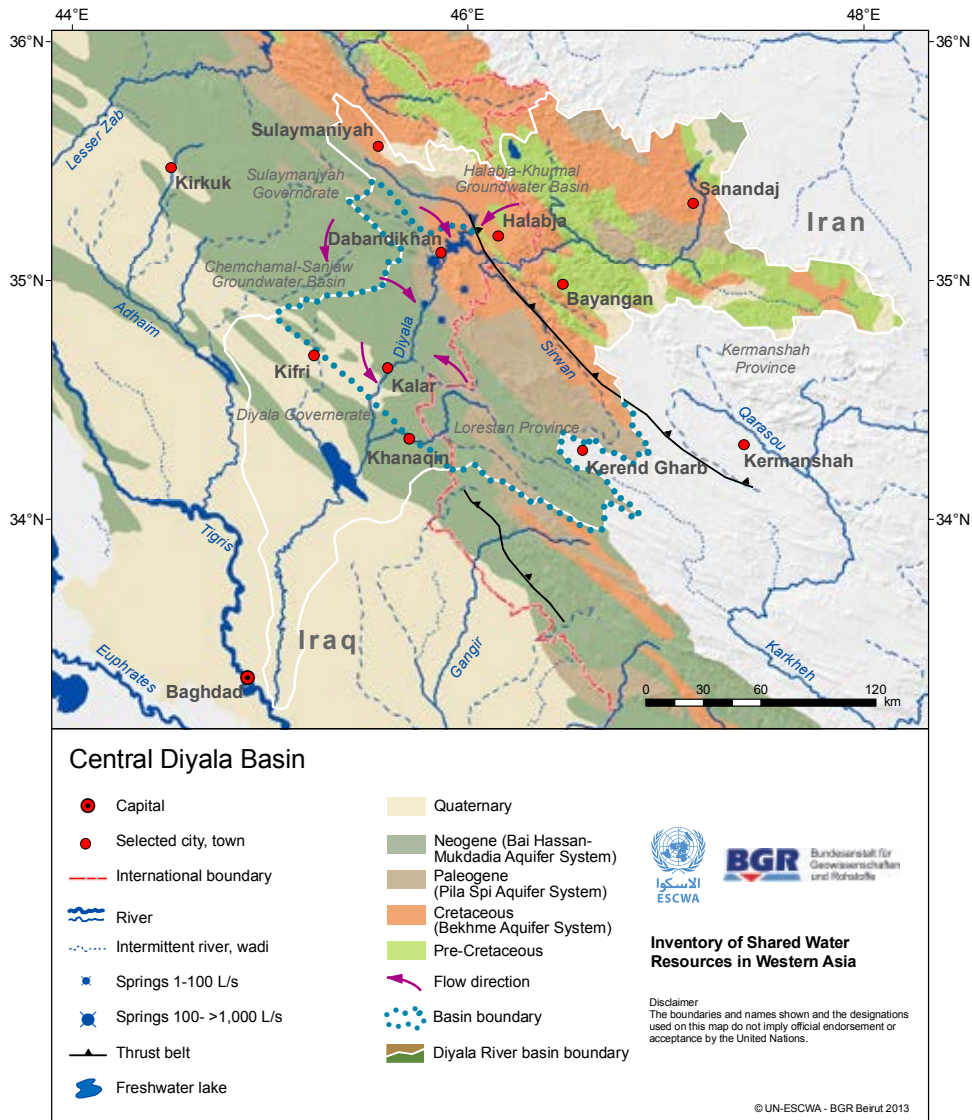 44°E
46°E
48°E
36°N
36°N
Lesser Zab
Sulaymaniyah
Kirkuk
Sulaymaniyah
Governorate
Halabja-Khurmal
Groundwater Basin
Sanandaj
Iran
Halabja
Dabandikhan
35°N
35°N
Chemchamal-Sanjaw
Groundwater Basin
Bayangan
Adhaim
Diyala
Sirwan
Kermanshah
Province
Kifri
Kalar
Diyala Governerate
Lorestan Province
Qarasou
Khanaqin
Kerend Gharb
Kermanshah
34°N
34°N
Tigris
Iraq
Gangir
Karkheh
Euphrates
Baghdad
0 30 60 120
km
Central Diyala Basin
Capital
Selected city, town
International boundary
River
Intermittent river, wadi
Springs 1-100 L/s
Springs 100- >1,000 L/s
Thrust belt
Freshwater lake
Quaternary
Neogene (Bai Hassan-
Mukdadia Aquifer System)
Paleogene
(Pila Spi Aquifer System)
Cretaceous
(Bekhme Aquifer System)
Pre-Cretaceous
Flow direction
Basin boundary
Diyala River basin boundary
الاسكوا
ESCWA
BGR
Bundesanstalt für
Geowissenschaften
und Rohstoffe
Inventory of Shared Water
Resources in Western Asia
Disclaimer
The boundaries and names shown and the designations
used on this map do not imply official endorsement or
acceptance by the United Nations.
© UN-ESCWA - BGR Beirut 2013